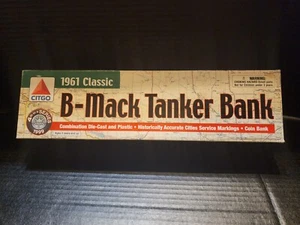 1961 Classic
WARNING
CITGO
B-Mack Tanker Bank
Combination Die-Cast and Plastic • Historically Accurate Cities Service Markings • Coin Bank